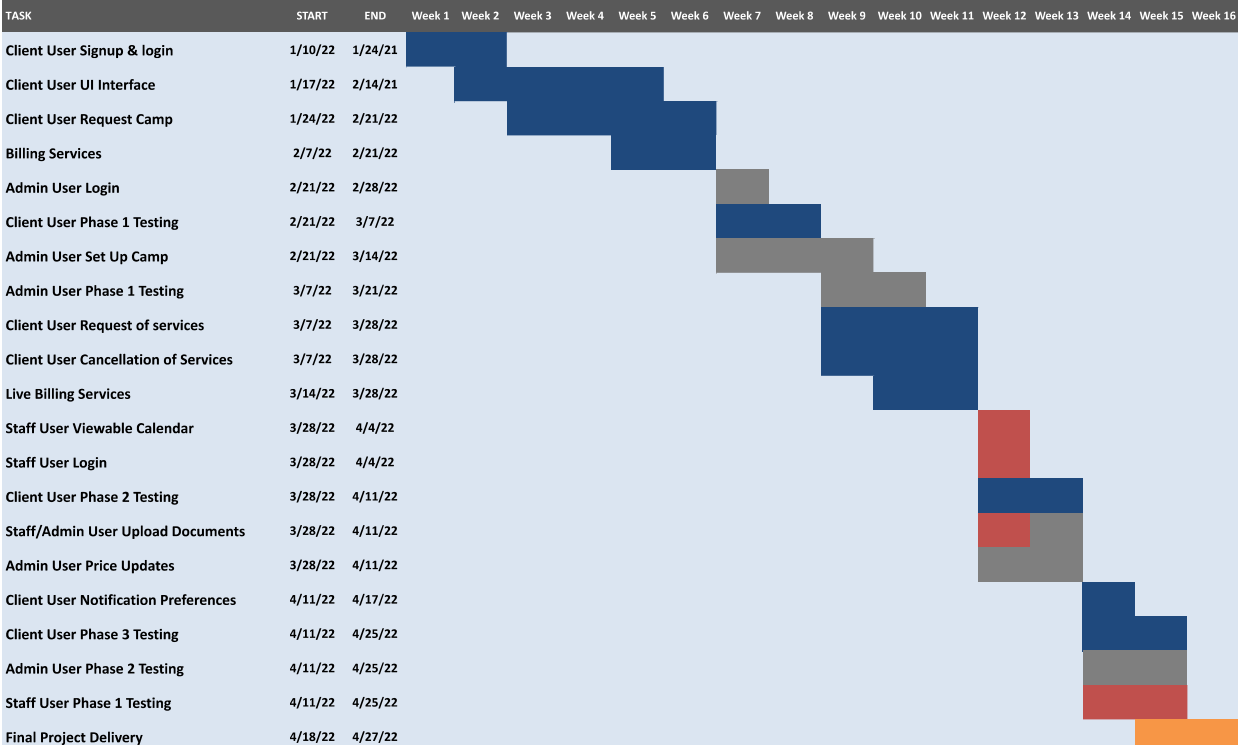 TASK START END Week 1 Week 2 Week 3 Week 4 Week 5 Week 6 Week 7 Week 8 Week 9 Week 10 Week 11 Week 12 Week 13 Week 14 Week 15 Week 16
Client User Signup & login 1/10/22 1/24/21
Client User UI Interface 1/17/22 2/14/21
Client User Request Camp 1/24/22 2/21/22
Billing Services 2/7/22 2/21/22
Admin User Login 2/21/22 2/28/22
Client User Phase 1 Testing 2/21/22 3/7/22
Admin User Set Up Camp 2/21/22 3/14/22
Admin User Phase 1 Testing 3/7/22 3/21/22
Client User Request of services 3/7/22 3/28/22
Client User Cancellation of Services 3/7/22 3/28/22
Live Billing Services 3/14/22 3/28/22
Staff User Viewable Calendar 3/28/22 4/4/22
Staff User Login 3/28/22 4/4/22
Client User Phase 2 Testing 3/28/22 4/11/22
Staff/Admin User Upload Documents 3/28/22 4/11/22
Admin User Price Updates 3/28/22 4/11/22
Client User Notification Preferences 4/11/22 4/17/22
Client User Phase 3 Testing 4/11/22 4/25/22
Admin User Phase 2 Testing 4/11/22 4/25/22
Staff User Phase 1 Testing 4/11/22 4/25/22
Final Project Delivery 4/18/22 4/27/22